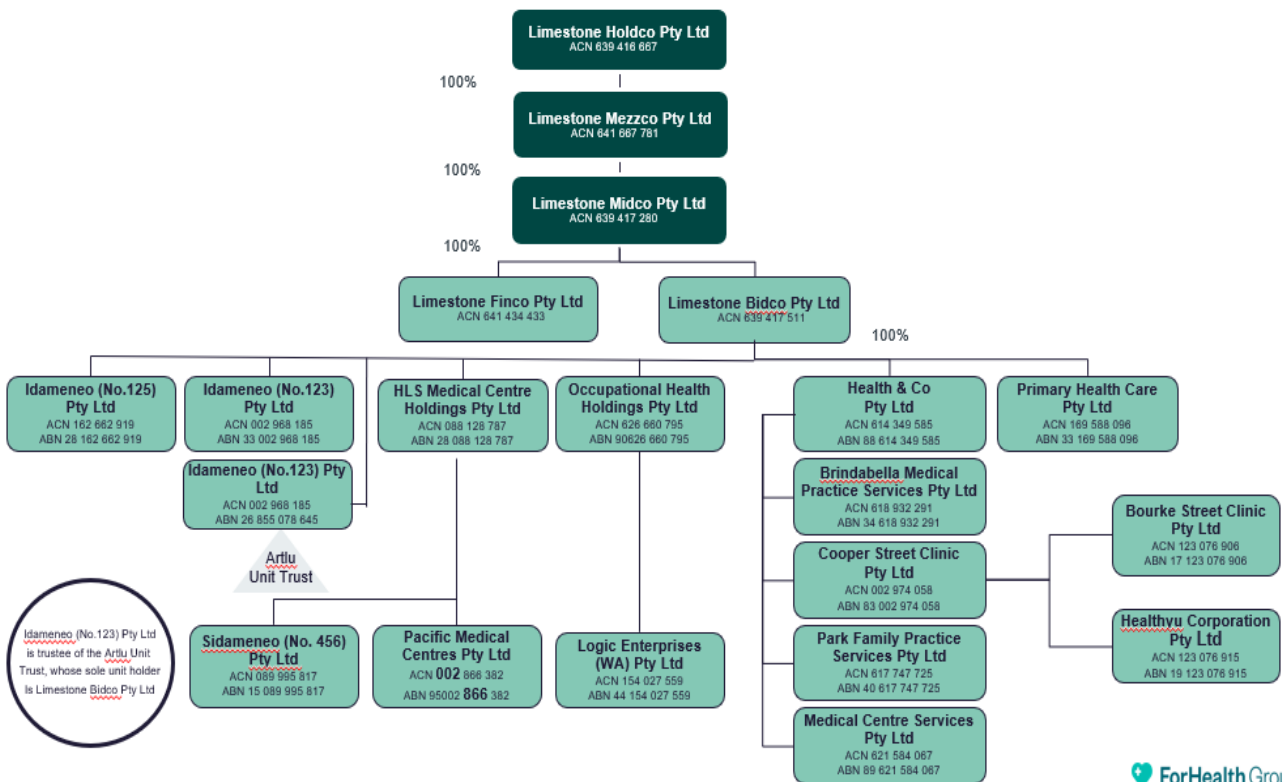 Limestone Holdco Pty Ltd
ACN 639 416 667
100%
Limestone Mezzco Pty Ltd
ACN 641 667 781
100%
Limestone Midco Pty Ltd
ACN 639 417 280
100%
Limestone Finco Pty Ltd
ACN 641 434 433
Limestone Bidco Pty Ltd
ACN 639 417 511
100%
Idameneo (No.125)
Pty Ltd
ACN 162 662 919
ABN 28 162 662 919
Idameneo (No.123)
Pty Ltd
ACN 002 968 185
ABN 33 002 968 185
HLS Medical Centre
Holdings Pty Ltd
ACN 088 128 787
ABN 28 088 128 787
Occupational Health
Holdings Pty Ltd
ACN 626 660 795
ABN 90626 660 795
Health & Co
Pty Ltd
ACN 614 349 585
ABN 88 614 349 585
Primary Health Care
Pty Ltd
ACN 169 588 096
ABN 33 169 588 096
Idameneo (No.123) Pty
Ltd
ACN 002 968 185
ABN 26 855 078 645
Artlu
Unit Trust
Brindabella Medical
Practice Services Pty Ltd
ACN 618 932 291
ABN 34 618 932 291
Cooper Street Clinic
Pty Ltd
ACN 002 974 058
ABN 83 002 974 058
Bourke Street Clinic
Pty Ltd
ACN 123 076 906
ABN 17 123 076 906
Healthyu Corporation
Pty Ltd
ACN 123 076 915
ABN 19 123 076 915
Idameneo (No.123) Pty Ltd
is trustee of the Artlu Unit
Trust, whose sole unit holder
Is Limestone Bidco Pty Ltd
Sidameneo (No. 456)
Pty Ltd
ACN 089 995 817
ABN 15 089 995 817
Pacific Medical
Centres Pty Ltd
ACN 002 866 382
ABN 95002 866 382
Logic Enterprises
(WA) Pty Ltd
ACN 154 027 559
ABN 44 154 027 559
Park Family Practice
Services Pty Ltd
ACN 617 747 725
ABN 40 617 747 725
Medical Centre Services
Pty Ltd
ACN 621 584 067
ABN 89 621 584 067
ForHealth Grou